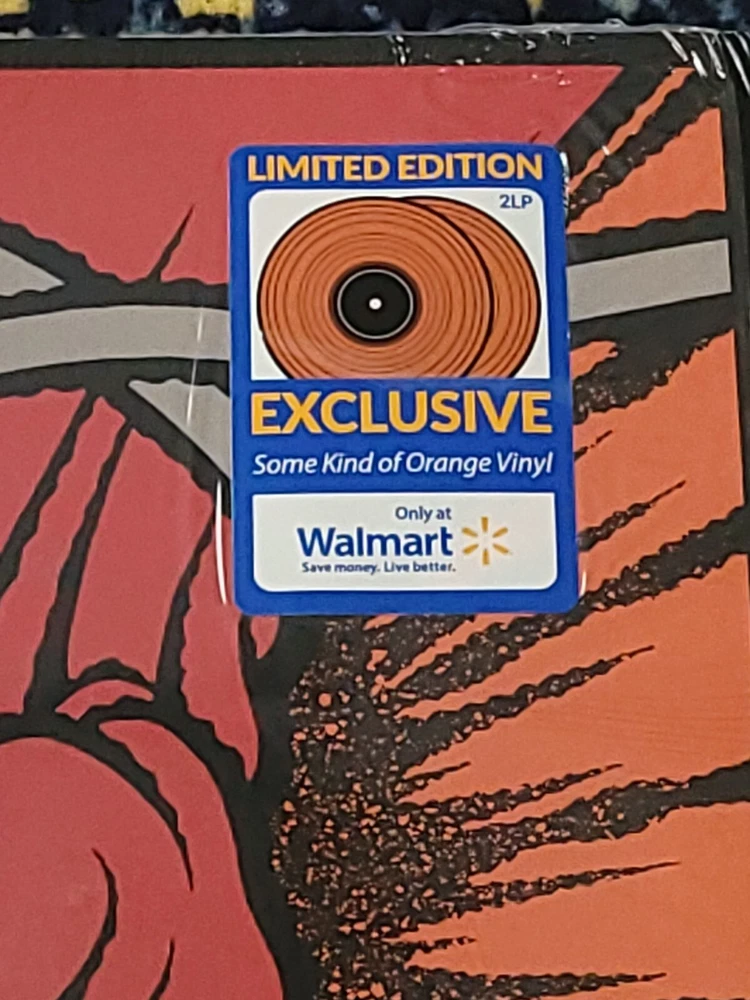 LIMITED EDITION
2LP
EXCLUSIVE
Some Kind of Orange Vinyl
Only at
Walmart
Save money. Live better.